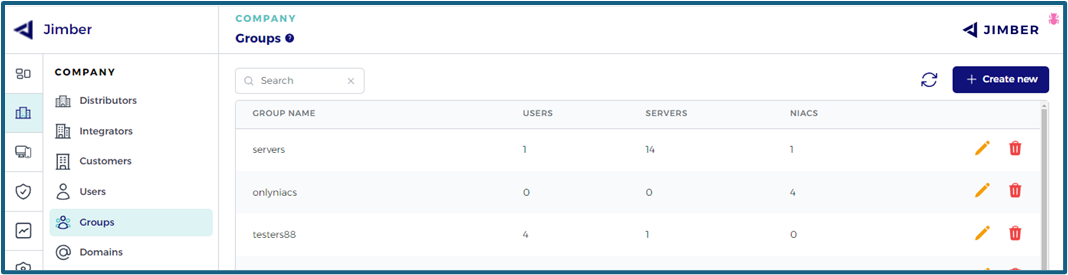 Jimber
COMPANY
Groups ?
JIMBER
COMPANY
Distributors
Integrators
Customers
Users
Groups
Domains
Search
+ Create new
GROUP NAME USERS SERVERS NIACS
servers 1 14 1
onlyniacs 0 0 4
testers88 4 1 0